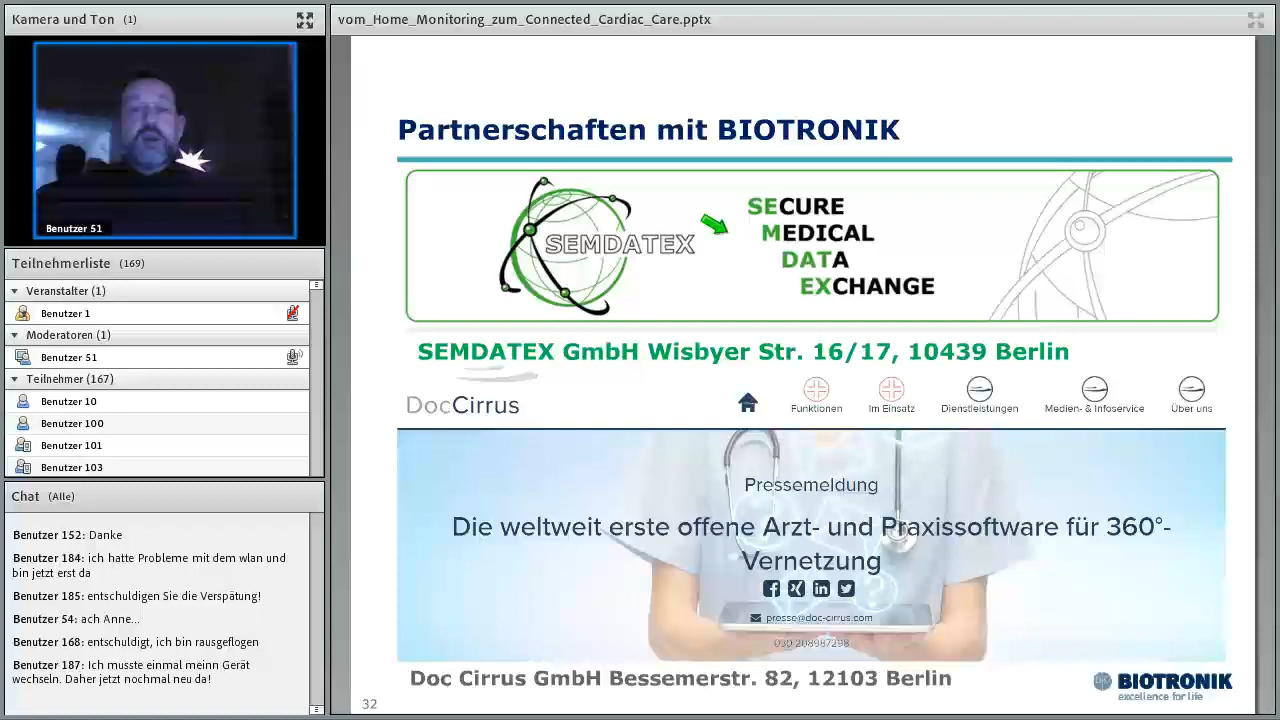 Kamera und Ton (1)
Benutzer 51
Teilnehmerliste (169)
Veranstalter (1)
Benutzer 1
Moderatoren (1)
Benutzer 51
Teilnehmer (167)
Benutzer 10
Benutzer 100
Benutzer 101
Benutzer 103
Chat (Alle)
Benutzer 152: Danke
Benutzer 184: ich hatte Probleme mit dem wlan und
bin jetzt erst da
Benutzer 185: entschuldigen Sie die Verspätung!
Benutzer 54: ach Anne...
Benutzer 168: entschuldigt, ich bin rausgeflogen
Benutzer 187: Ich musste einmal meinn Gerät
wechseln. Daher jetzt nochmal neu da!
vom_Home_Monitoring_zum_Connected_Cardiac_Care.pptx
Partnerschaften mit BIOTRONIK
SEMDATEX
SECURE
MEDICAL
DATA
EXCHANGE
SEMDATEX GmbH Wisbyer Str. 16/17, 10439 Berlin
DocCirrus
Funktionen
Im Einsatz
Dienstleistungen
Medien- & Infoservice
Über uns
Pressemeldung
Die weltweit erste offene Arzt- und Praxissoftware für 360°-
Vernetzung
presse@doc-cirrus.com
030 208987298
Doc Cirrus GmbH Bessemerstr. 82, 12103 Berlin
BIOTRONIK
excellence for life
32